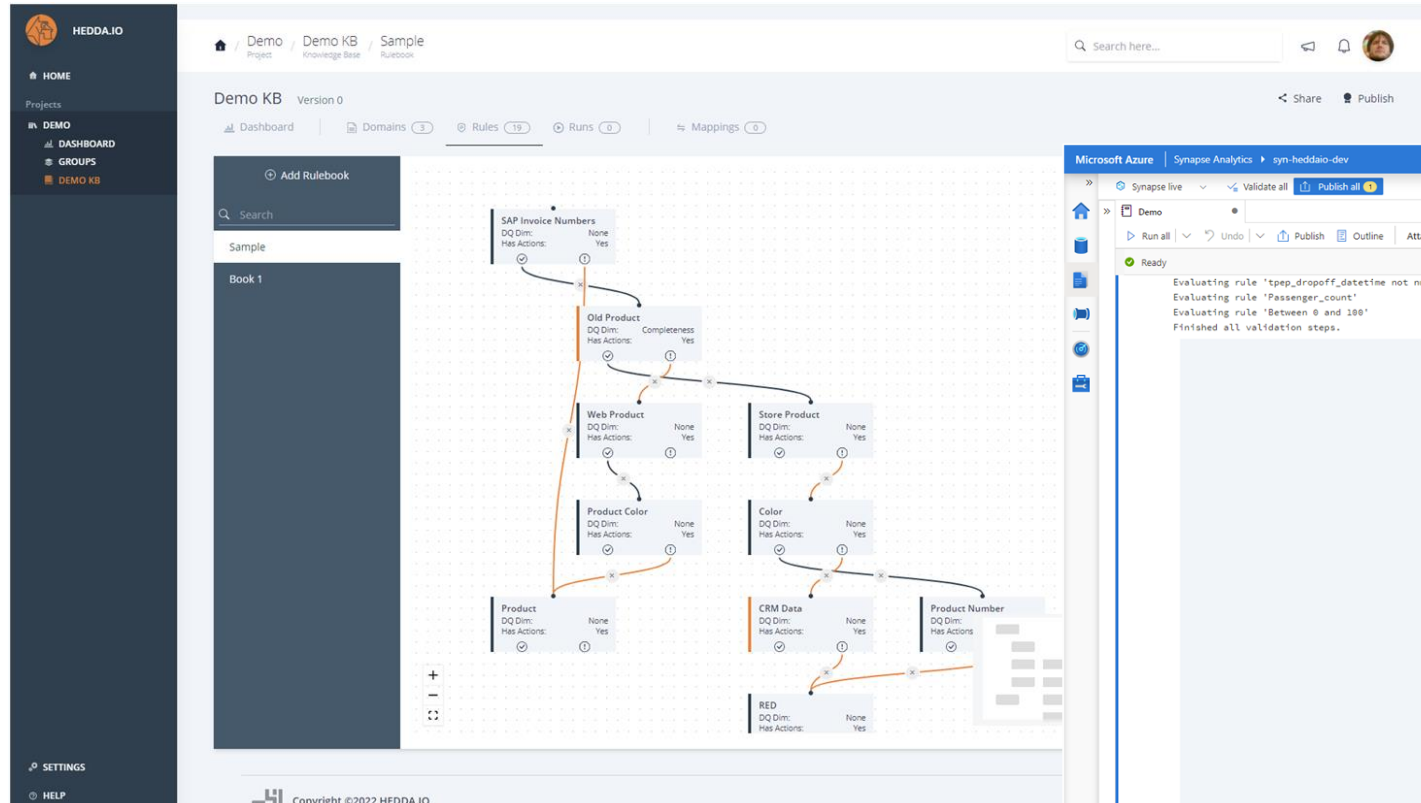 HEDDA.IO
HOME
Projects
DEMO
DASHBOARD
GROUPS
DEMO KB
SETTINGS
HELP
/ Demo / Demo KB / Sample
Project Knowledge Base Rulebook
Search here...
Demo KB Version 0
Share Publish
Dashboard Domains 3 Rules 19 Runs 0 Mappings 0
Add Rulebook
Search
Sample
Book 1
SAP Invoice Numbers
DQ Dim: None
Has Actions: Yes
Old Product
DQ Dim: Completeness
Has Actions: Yes
Web Product
DQ Dim: None
Has Actions: Yes
Store Product
DQ Dim: None
Has Actions: Yes
Product Color
DQ Dim: None
Has Actions: Yes
Color
DQ Dim: None
Has Actions: Yes
Product
DQ Dim: None
Has Actions: Yes
CRM Data
DQ Dim: None
Has Actions: Yes
Product Number
DQ Dim:
Has Actions
RED
DQ Dim: None
Has Actions: Yes
Copyright ©2022 HEDDA.IO
Microsoft Azure Synapse Analytics syn-heddaio-dev
Synapse live Validate all Publish all 1
Demo
Run all Undo Publish Outline Atta
Ready
Evaluating rule 'tpep_dropoff_datetime not nu
Evaluating rule 'Passenger_count'
Evaluating rule 'Between 0 and 100'
Finished all validation steps.